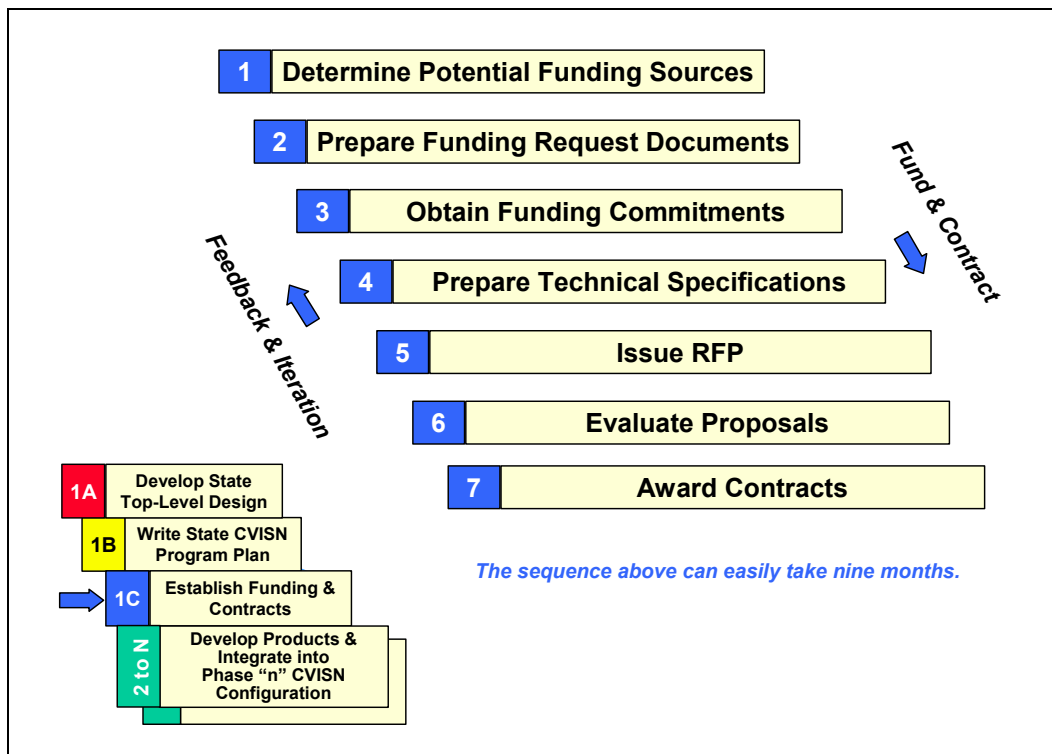 1 Determine Potential Funding Sources
2 Prepare Funding Request Documents
3 Obtain Funding Commitments
4 Prepare Technical Specifications
5 Issue RFP
6 Evaluate Proposals
7 Award Contracts
Fund & Contract
Feedback & Iteration
The sequence above can easily take nine months.
1A Develop State
Top-Level Design
1B Write State CVISN
Program Plan
1C Establish Funding &
Contracts
2 to N Develop Products &
Integrate into
Phase “n” CVISN
Configuration